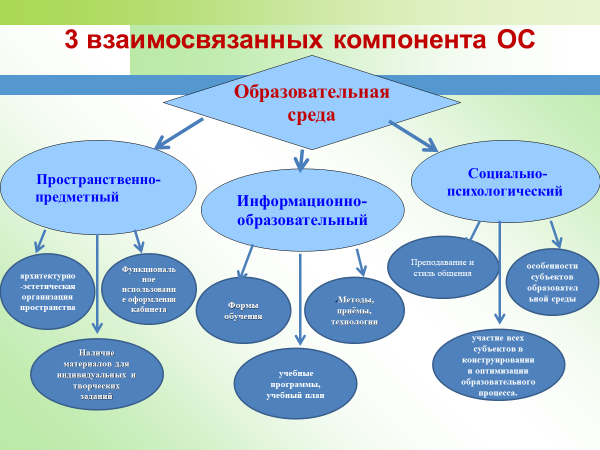 3 взаимосвязанных компонента ОС
Образовательная
среда
Пространственно-
предметный
Информационно-
образовательный
Социально-
психологический
архитектурно
-эстетическая
организация
пространства
Функциональ
ное
использовани
е оформления
кабинета
Наличие
материалов для
индивидуальных и
творческих
заданий
Формы
обучения
Методы,
приёмы,
технологии
учебные
программы,
учебный план
Преподавание и
стиль общения
особенности
субъектов
образовател
ьной среды
участие всех
субъектов в
конструировании
и оптимизации
образовательного
процесса.